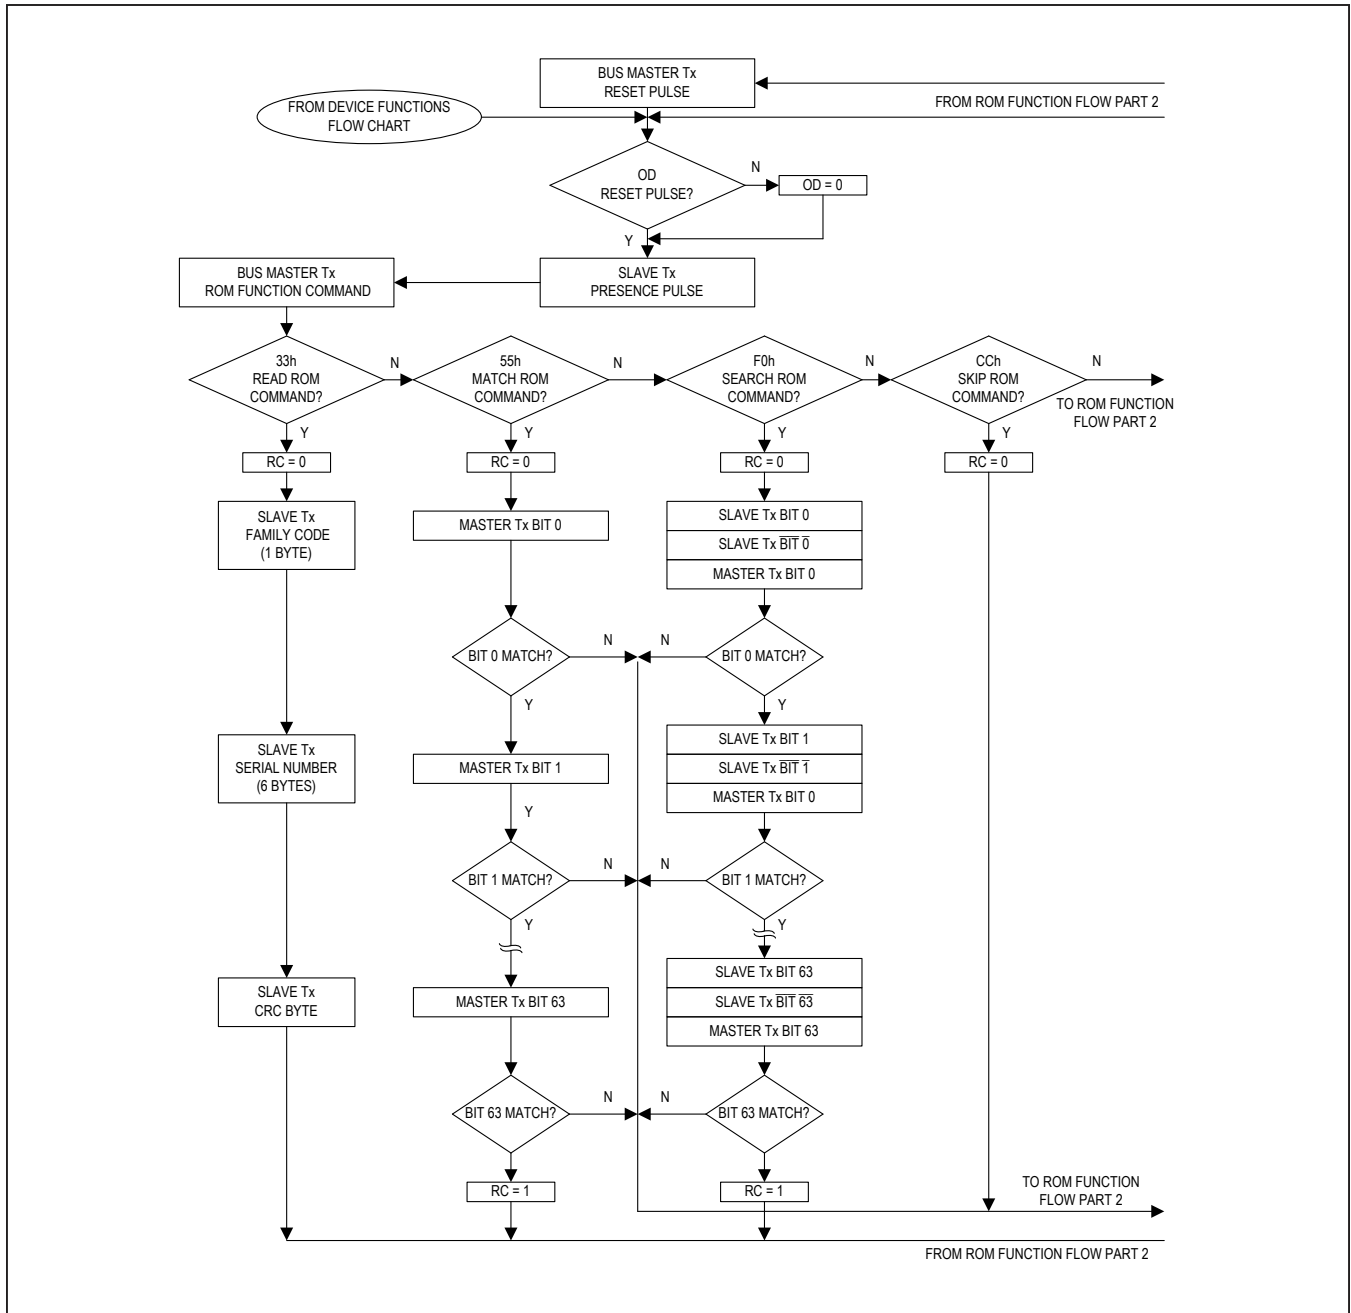 BUS MASTER Tx
RESET PULSE
FROM ROM FUNCTION FLOW PART 2
FROM DEVICE FUNCTIONS
FLOW CHART
OD
RESET PULSE?
N
OD = 0
Y
SLAVE Tx
PRESENCE PULSE
BUS MASTER Tx
ROM FUNCTION COMMAND
33h
READ ROM
COMMAND?
N
55h
MATCH ROM
COMMAND?
N
F0h
SEARCH ROM
COMMAND?
N
CCh
SKIP ROM
COMMAND?
N
TO ROM FUNCTION
FLOW PART 2
Y
Y
Y
Y
RC = 0
RC = 0
RC = 0
RC = 0
SLAVE Tx
FAMILY CODE
(1 BYTE)
MASTER Tx BIT 0
SLAVE Tx BIT 0
SLAVE Tx B̅I̅T̅ 0̅
MASTER Tx BIT 0
BIT 0 MATCH?
N
N
BIT 0 MATCH?
Y
Y
SLAVE Tx
SERIAL NUMBER
(6 BYTES)
MASTER Tx BIT 1
SLAVE Tx BIT 1
SLAVE Tx B̅I̅T̅ 1̅
MASTER Tx BIT 0
Y
BIT 1 MATCH?
N
N
BIT 1 MATCH?
Y
Y
SLAVE Tx
CRC BYTE
MASTER Tx BIT 63
SLAVE Tx BIT 63
SLAVE Tx B̅I̅T̅ 6̅3̅
MASTER Tx BIT 63
BIT 63 MATCH?
N
N
BIT 63 MATCH?
Y
Y
RC = 1
RC = 1
TO ROM FUNCTION
FLOW PART 2
FROM ROM FUNCTION FLOW PART 2